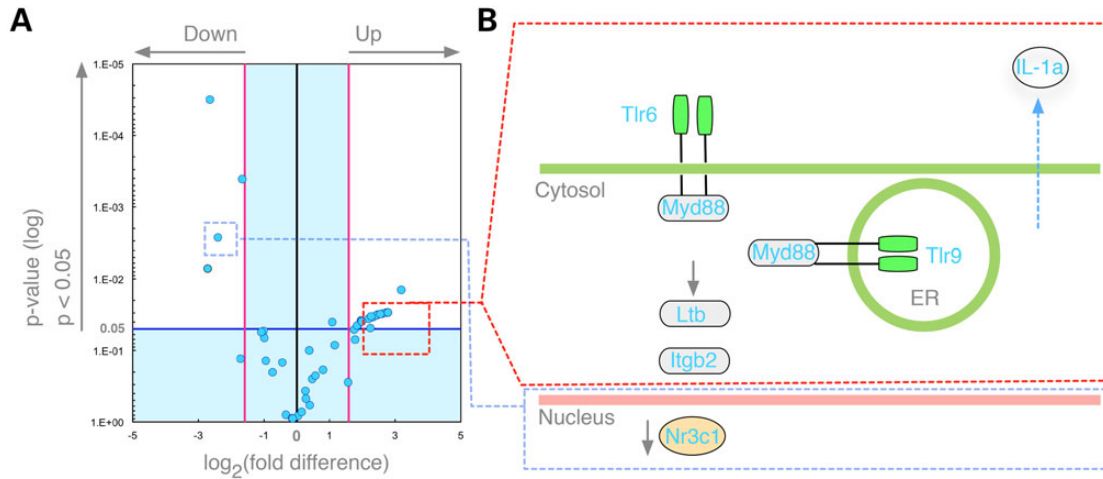 A
B
Down
Up
1.E-05
1.E-04
1.E-03
1.E-02
0.05
1.E-01
1.E+00
p-value (log)
p < 0.05
-5
-3
-1
0
1
3
5
log2(fold difference)
IL-1a
Tlr6
Cytosol
Myd88
Myd88
Tlr9
ER
Ltb
Itgb2
Nucleus
Nr3c1